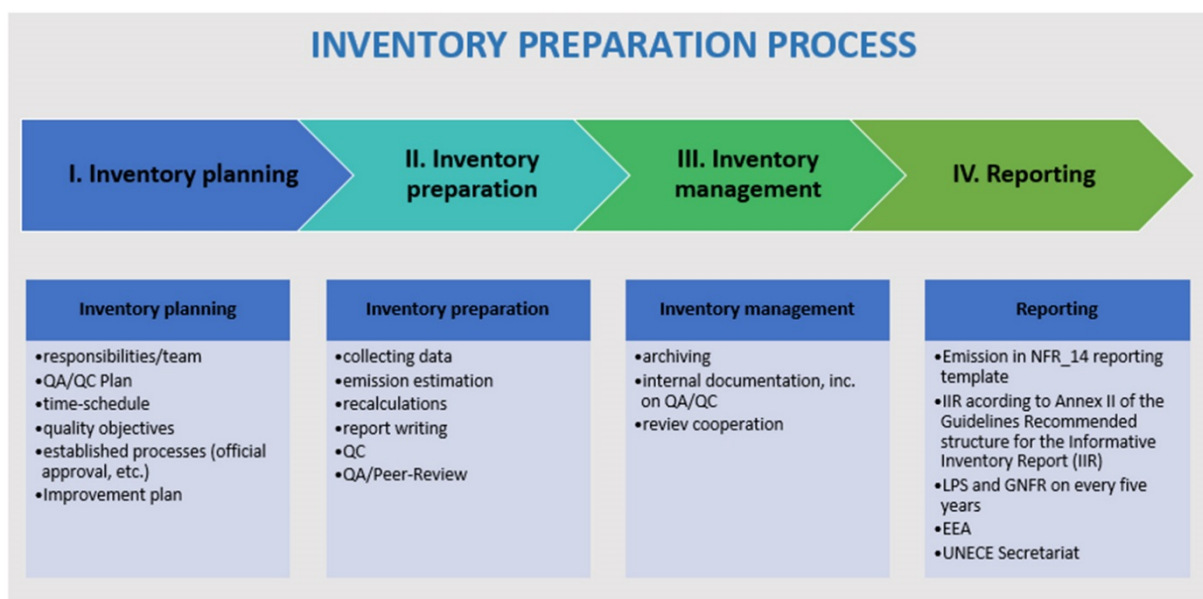 INVENTORY PREPARATION PROCESS
I. Inventory planning
II. Inventory
preparation
III. Inventory
management
IV. Reporting
Inventory planning
•responsibilities/team
•QA/QC Plan
•time-schedule
•quality objectives
•established processes (official
approval, etc.)
•Improvement plan
Inventory preparation
•collecting data
•emission estimation
•recalculations
•report writing
•QC
•QA/Peer-Review
Inventory management
•archiving
•internal documentation, inc.
on QA/QC
•reviev cooperation
Reporting
•Emission in NFR_14 reporting
template
•IIR acording to Annex II of the
Guidelines Recommended
structure for the Informative
Inventory Report (IIR)
•LPS and GNFR on every five
years
•EEA
•UNECE Secretariat